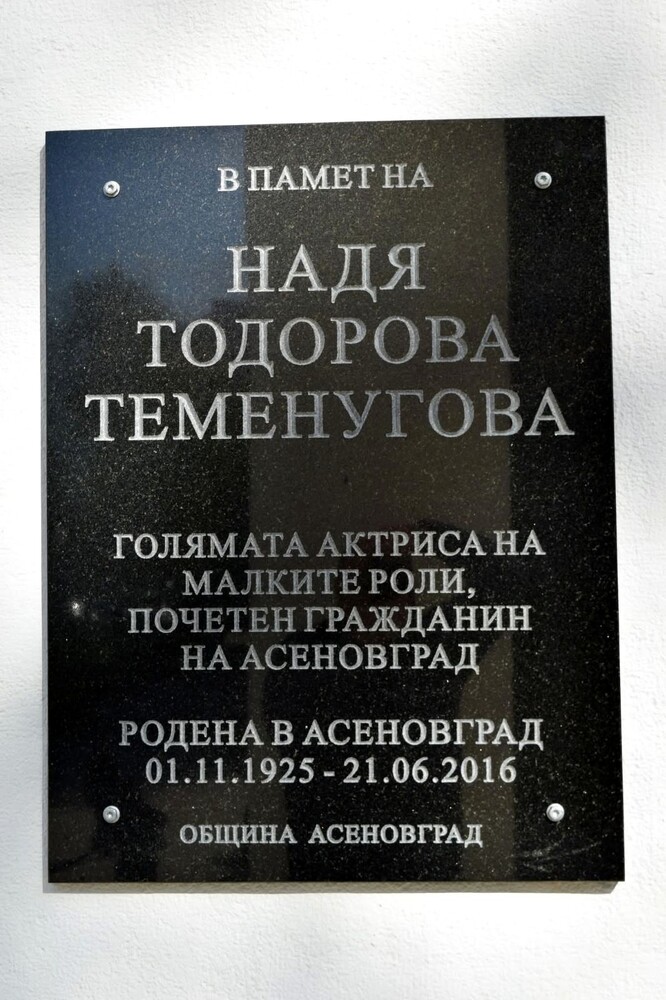 В ПАМЕТ НА
НАДЯ
ТОДОРОВА
ТЕМЕНУГОВА
ГОЛЯМАТА АКТРИСА НА
МАЛКИТЕ РОЛИ,
ПОЧЕТЕН ГРАЖДАНИН
НА АСЕНОВГРАД
РОДЕНА В АСЕНОВГРАД
01.11.1925 - 21.06.2016
ОБЩИНА АСЕНОВГРАД